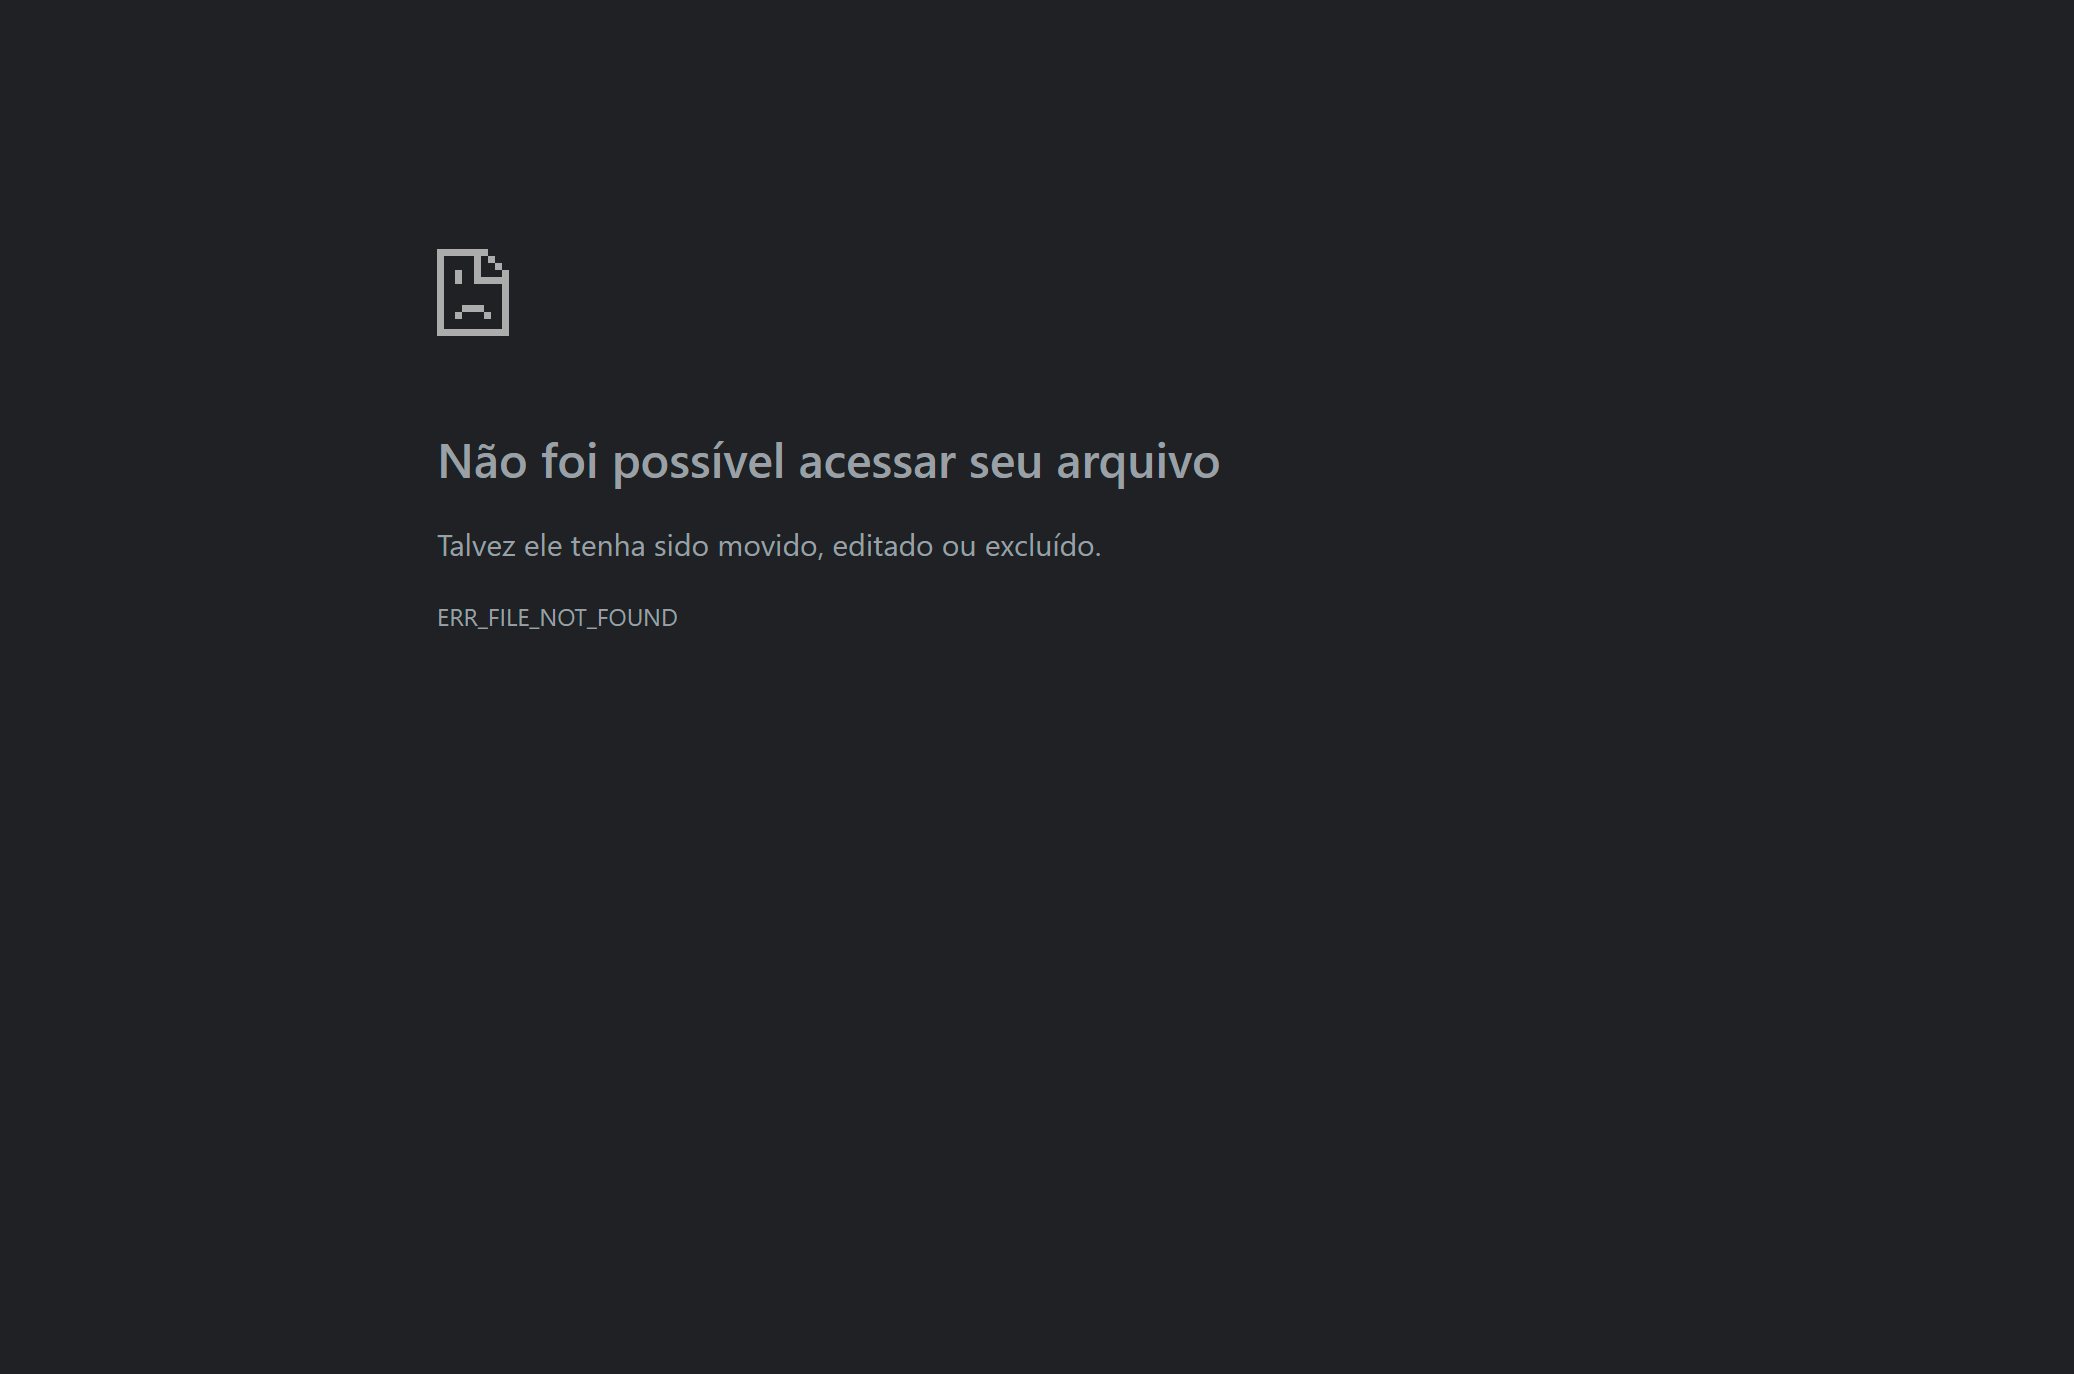 Não foi possível acessar seu arquivo
Talvez ele tenha sido movido, editado ou excluído.
ERR_FILE_NOT_FOUND